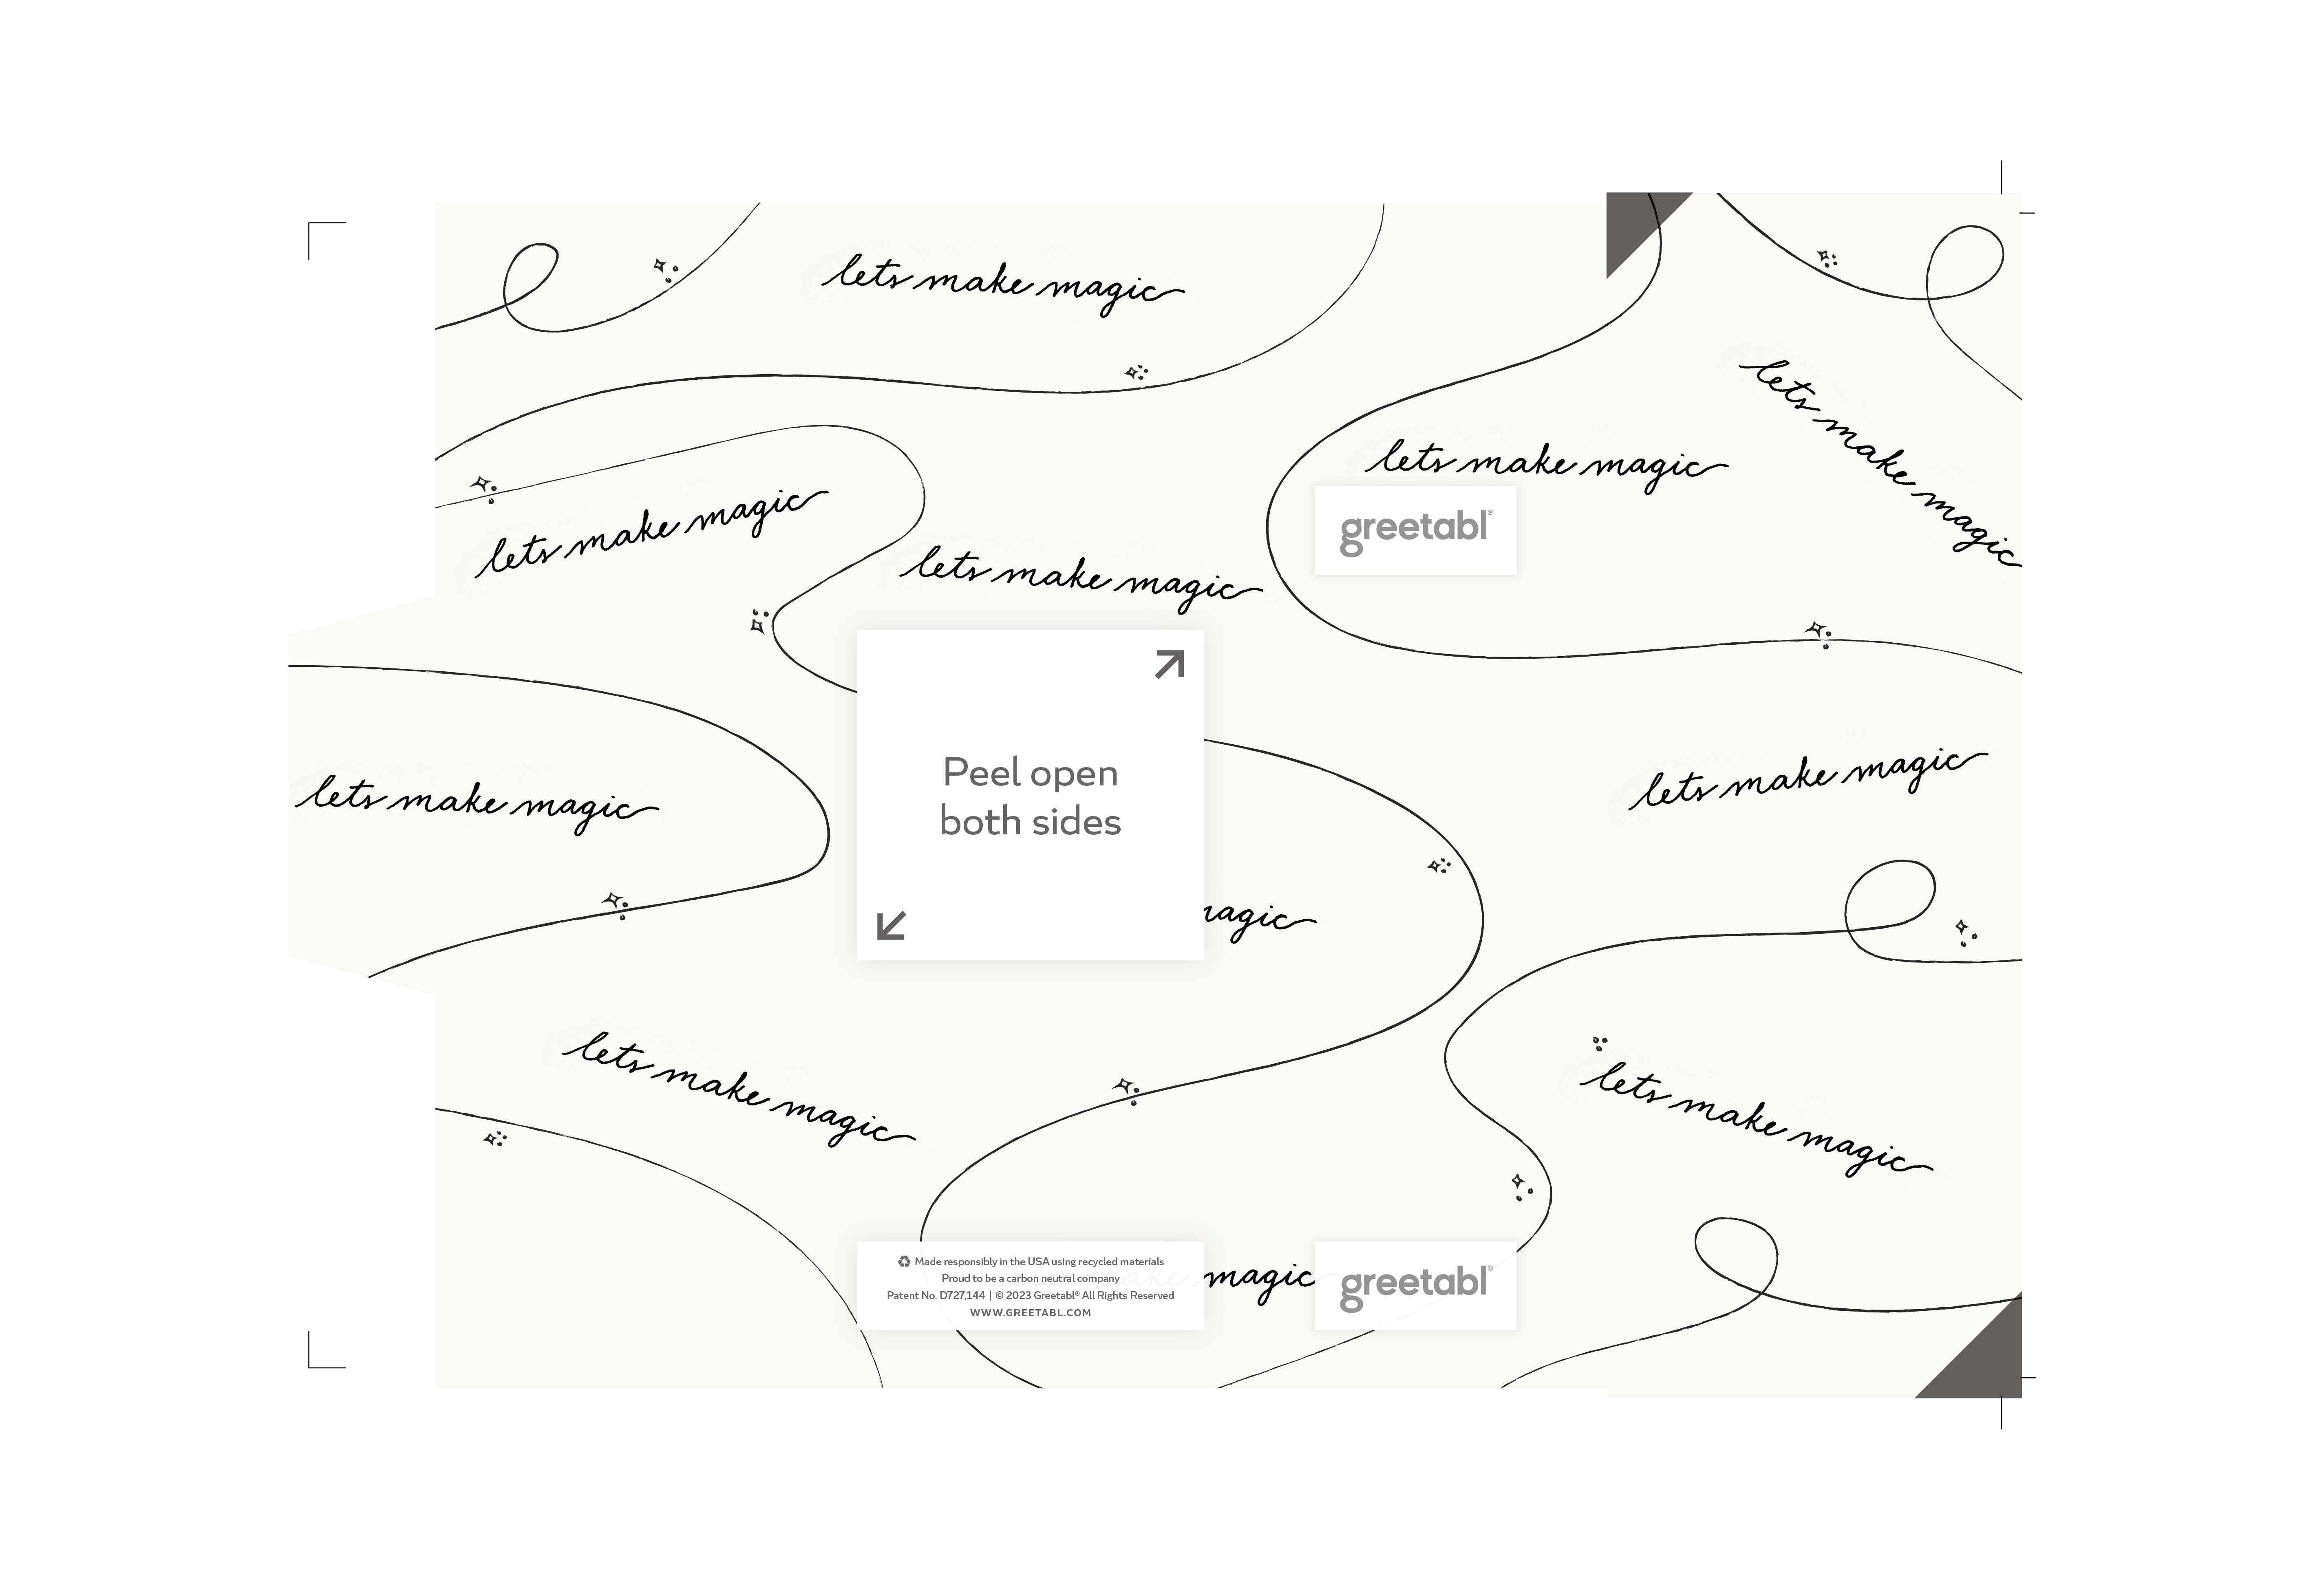 lets make magic
lets make magic
lets make magic
greetabl®
lets make magic
lets make magic
Peel open
both sides
lets make magic
lets make magic
magic
lets make magic
lets make magic
Made responsibly in the USA using recycled materials
Proud to be a carbon neutral company
Patent No. D727,144 | © 2023 Greetabl® All Rights Reserved
WWW.GREETABL.COM
magic
greetabl®